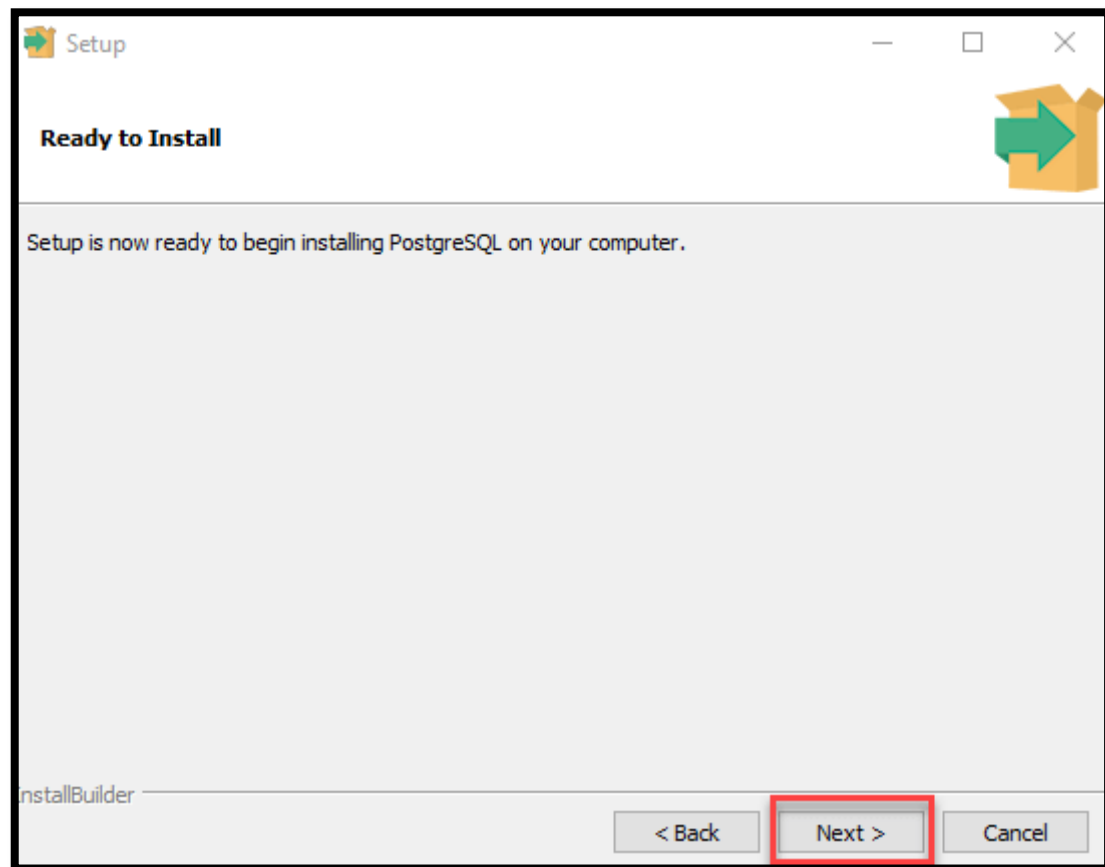 Setup
Ready to Install
Setup is now ready to begin installing PostgreSQL on your computer.
InstallBuilder
< Back Next > Cancel